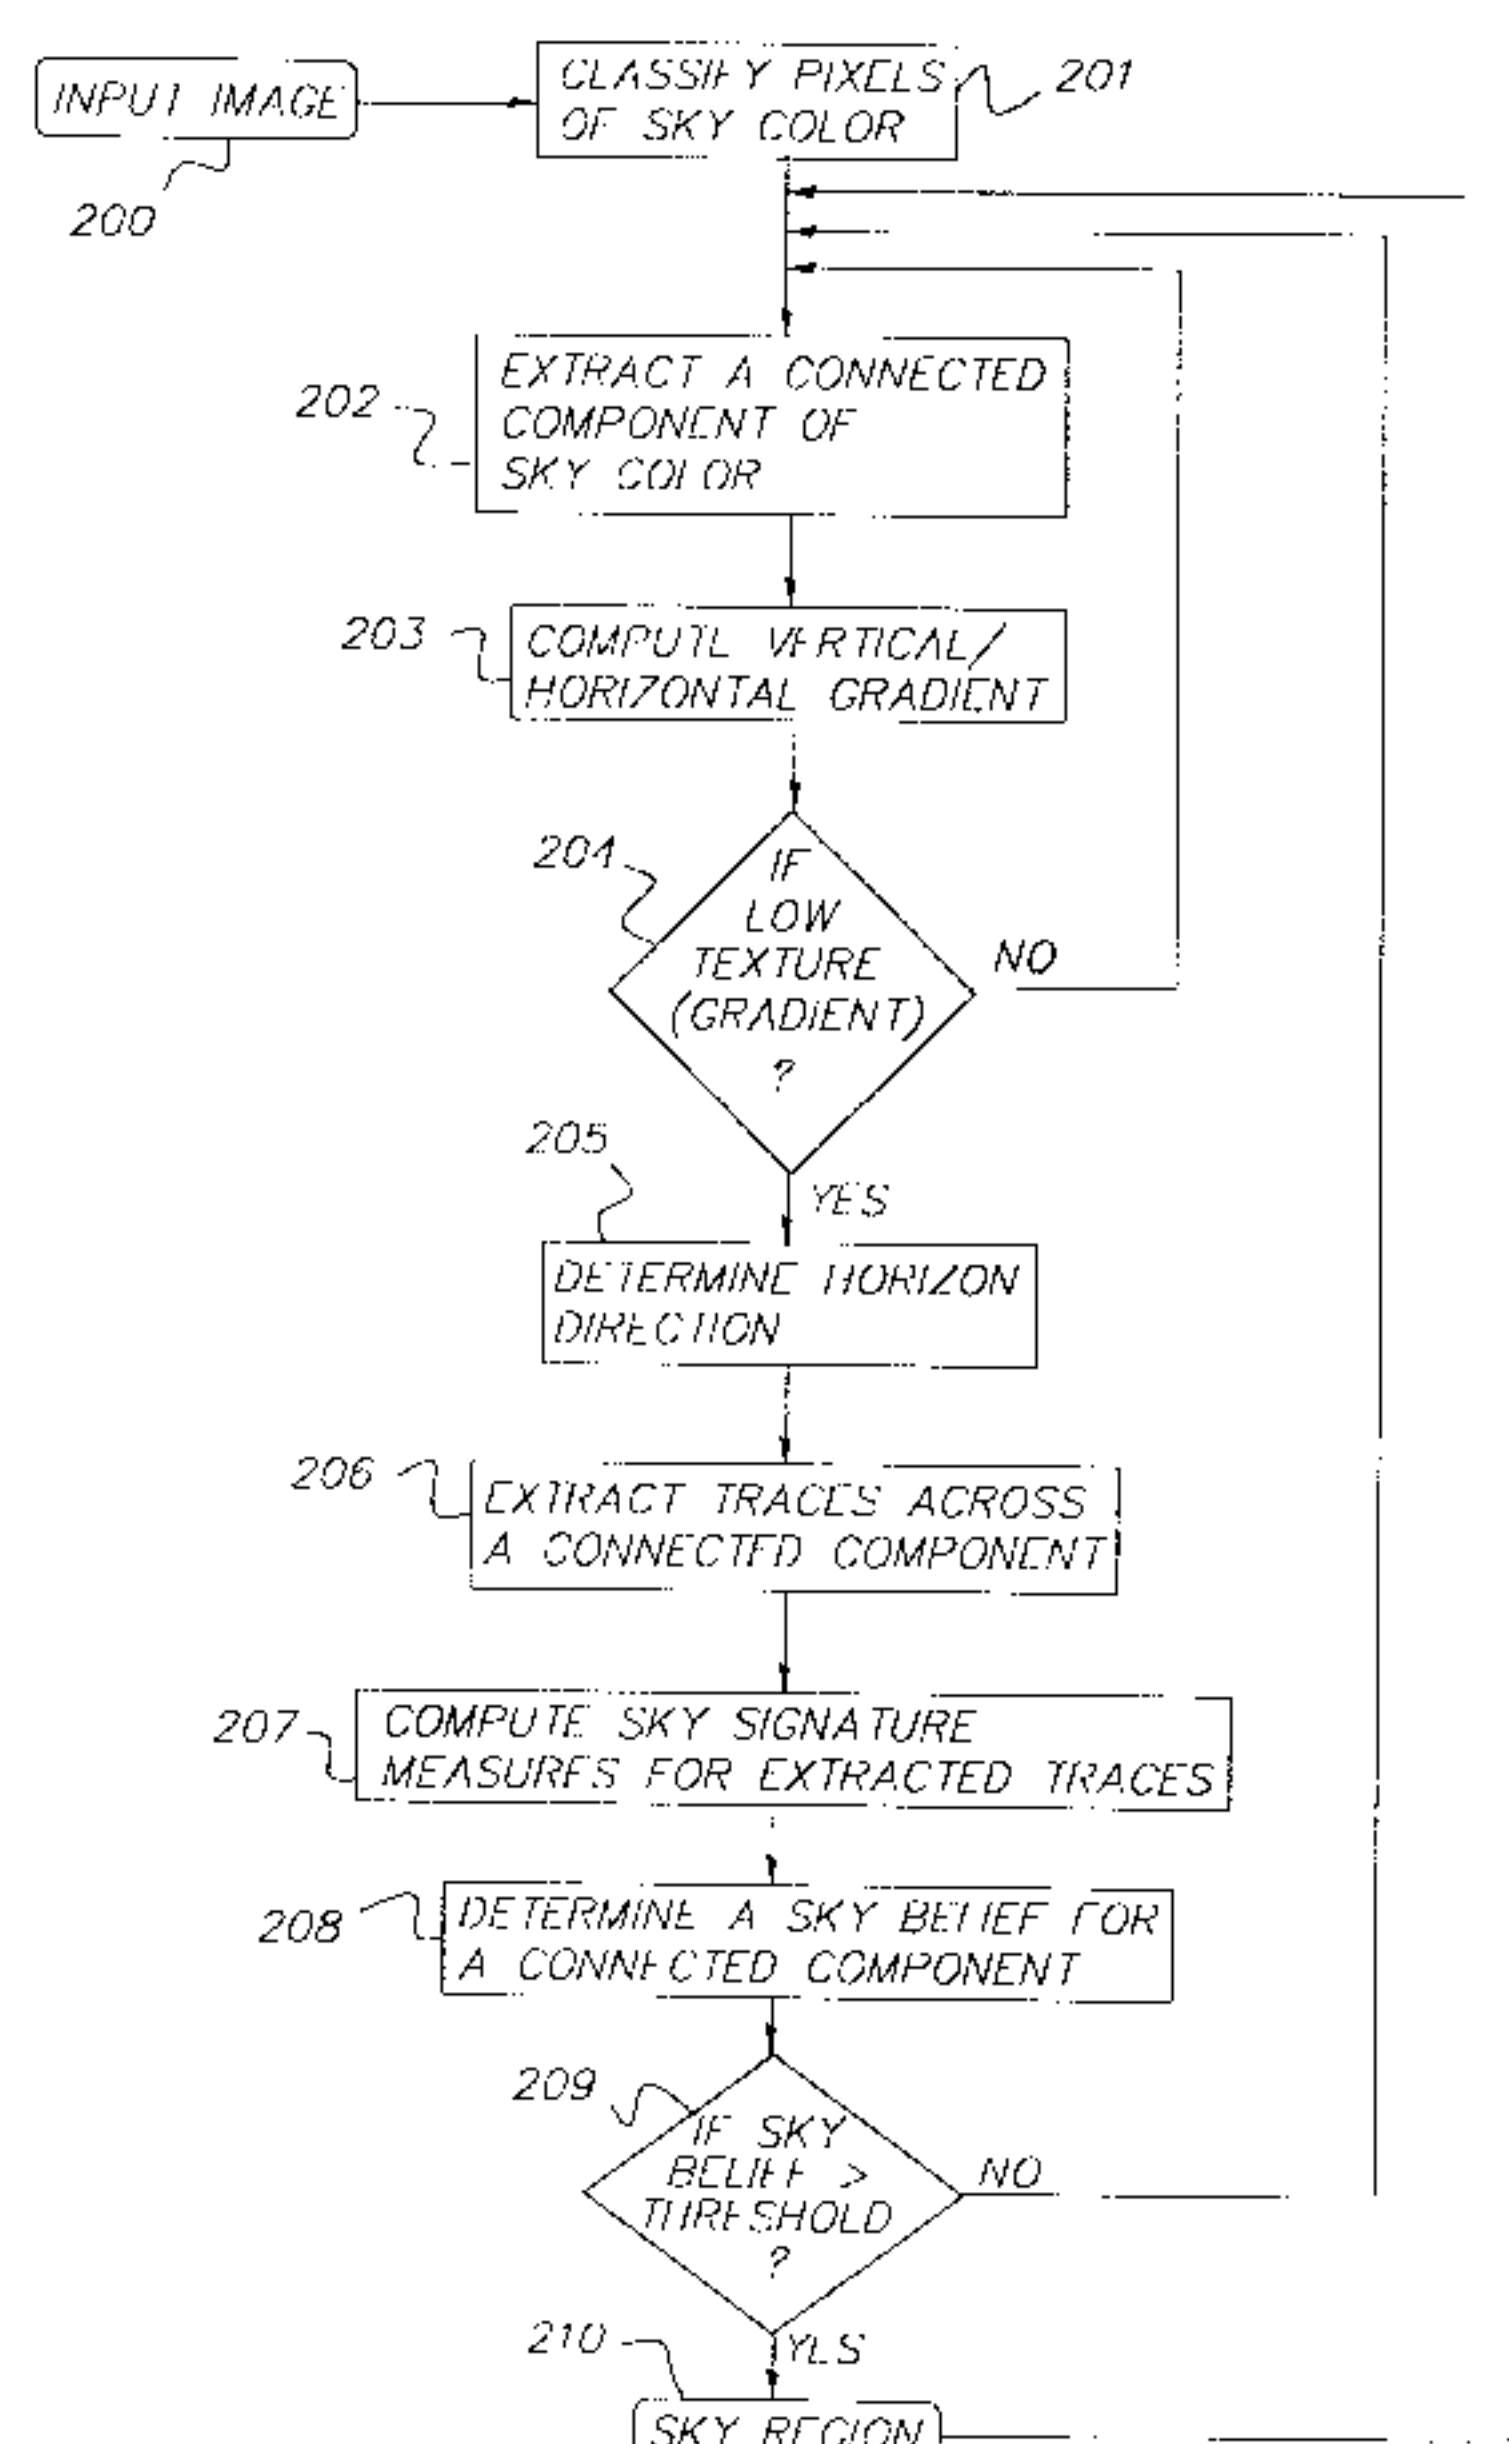 INPUT IMAGE
200
CLASSIFY PIXELS
OF SKY COLOR
201
202
EXTRACT A CONNECTED
COMPONENT OF
SKY COLOR
203
COMPUTE VERTICAL/
HORIZONTAL GRADIENT
204
IF
LOW
TEXTURE
(GRADIENT)
?
NO
YES
205
DETERMINE HORIZON
DIRECTION
206
EXTRACT TRACES ACROSS
A CONNECTED COMPONENT
207
COMPUTE SKY SIGNATURE
MEASURES FOR EXTRACTED TRACES
208
DETERMINE A SKY BELIEF FOR
A CONNECTED COMPONENT
209
IF SKY
BELIEF >
THRESHOLD
?
NO
YES
210
SKY REGION